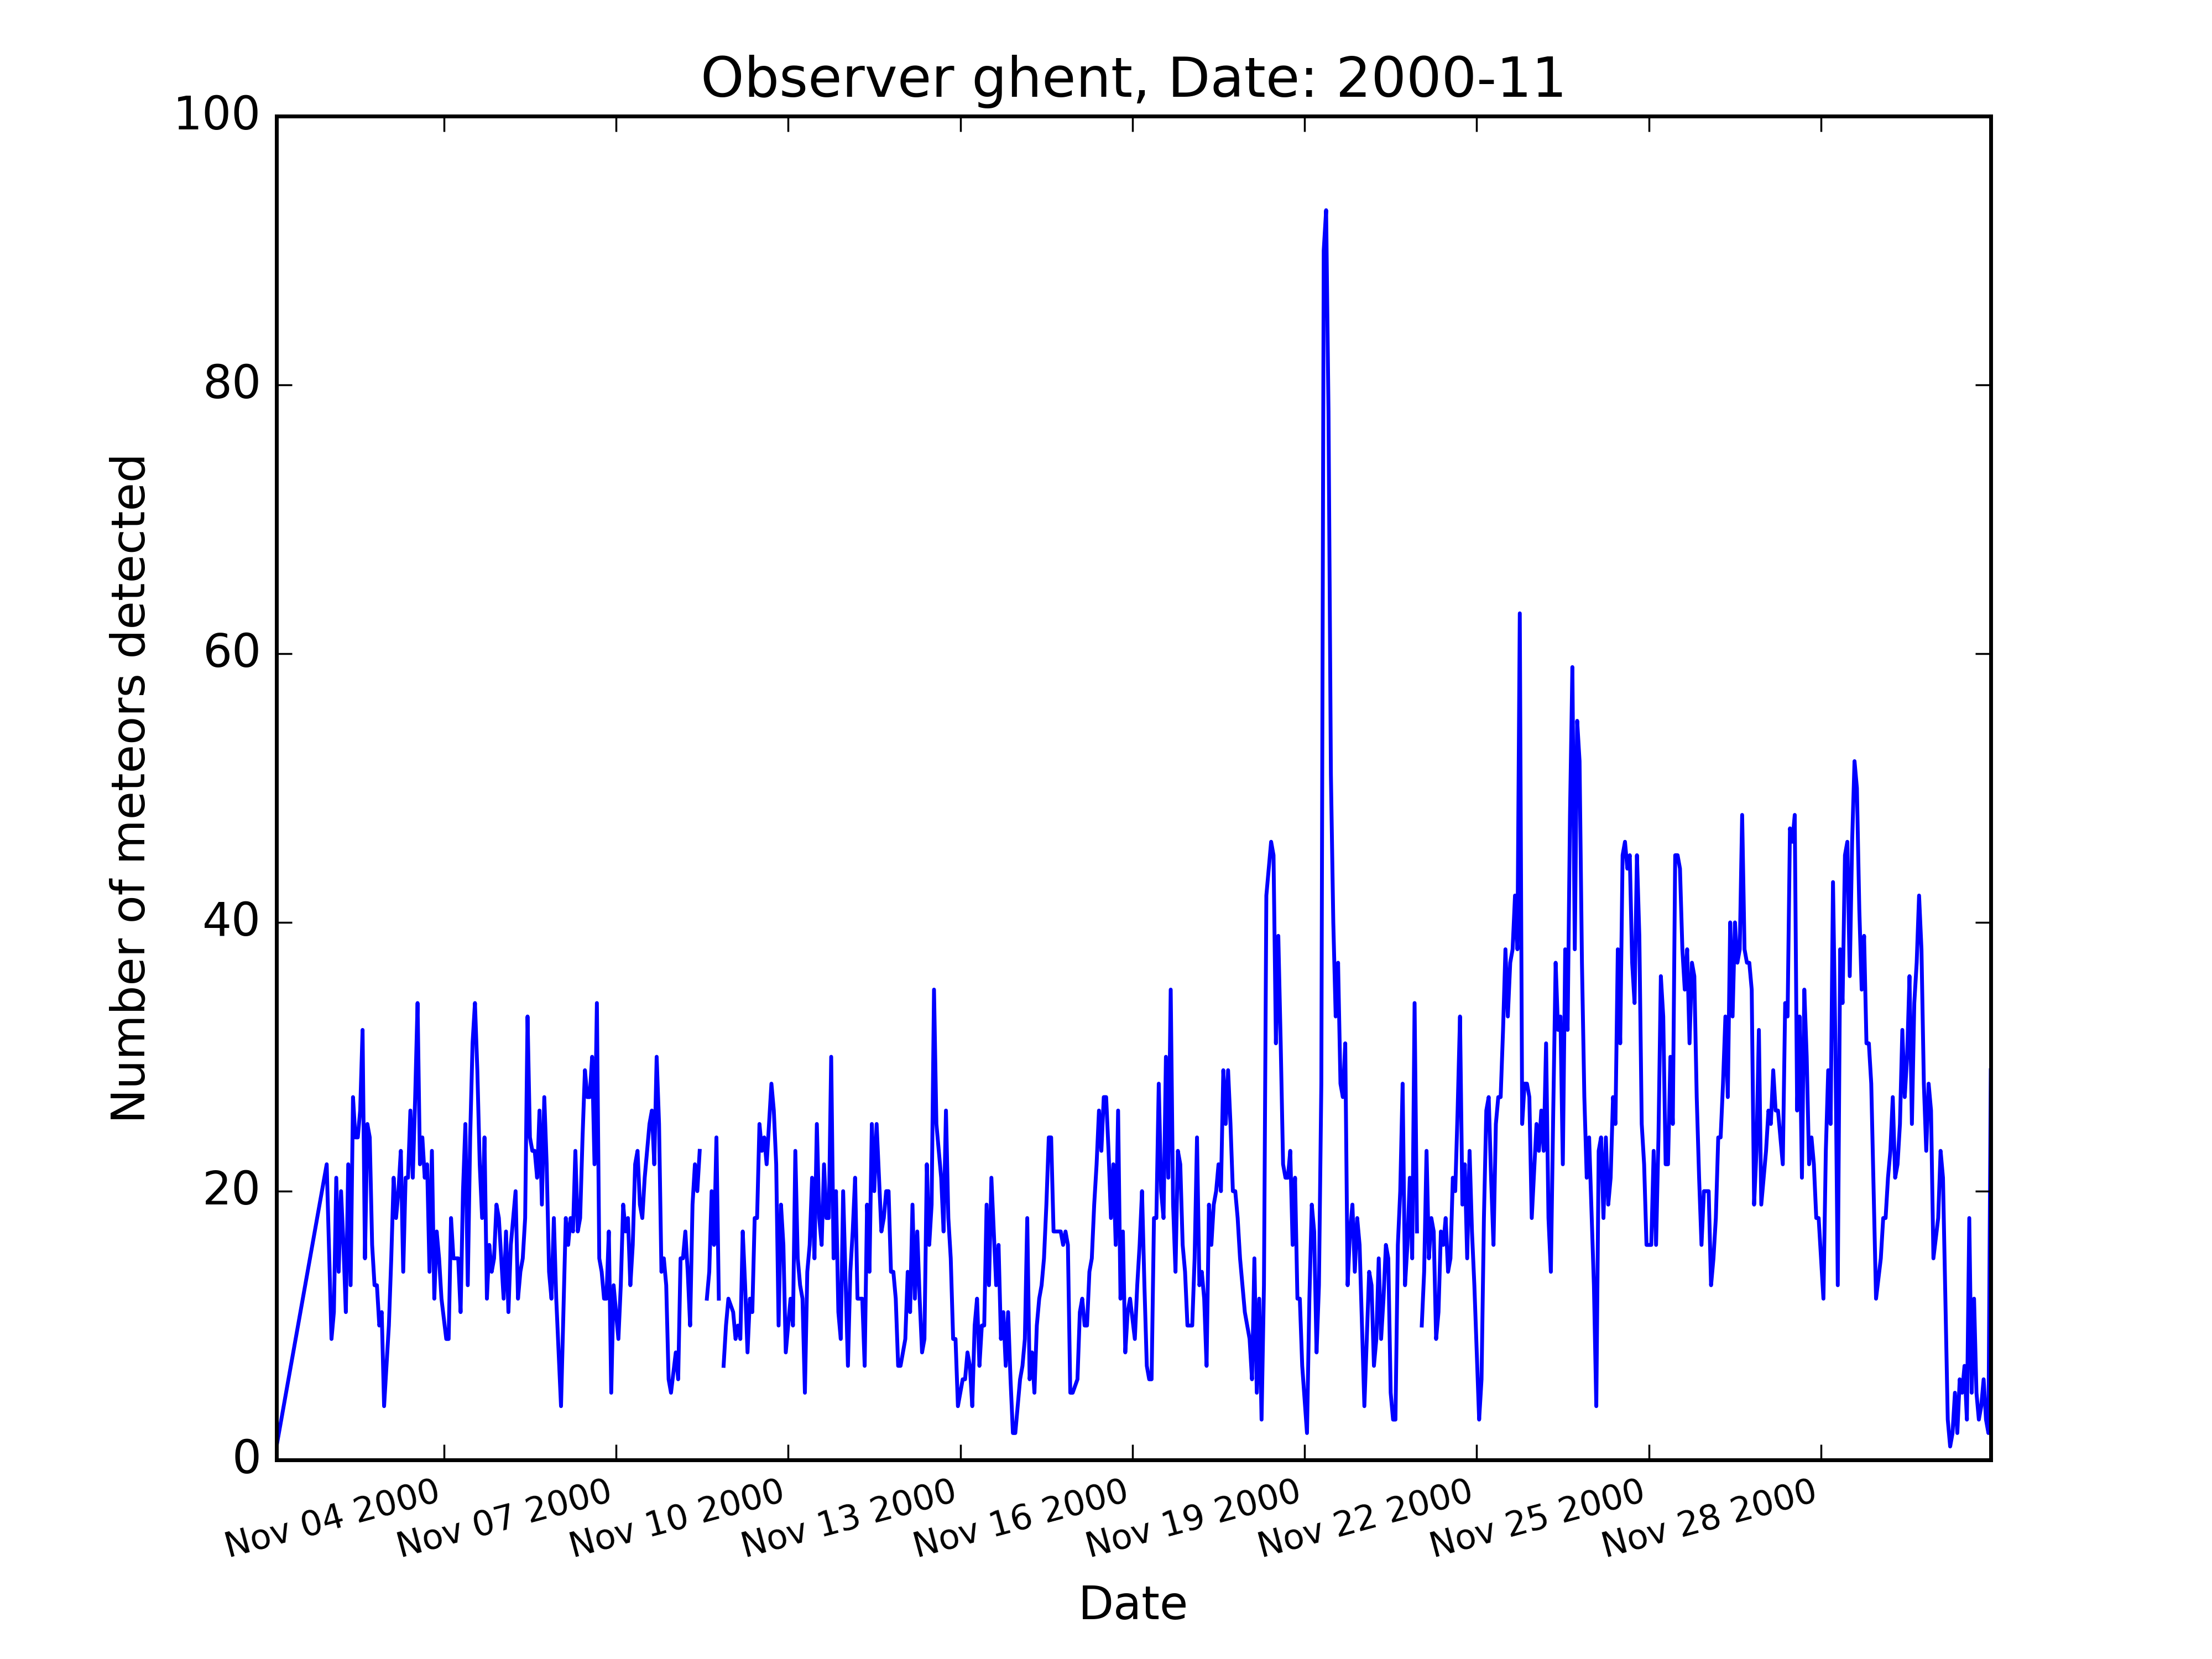 Observer ghent, Date: 2000-11
100
80
60
40
20
0
Number of meteors detected
Nov 04 2000
Nov 07 2000
Nov 10 2000
Nov 13 2000
Nov 16 2000
Nov 19 2000
Nov 22 2000
Nov 25 2000
Nov 28 2000
Date